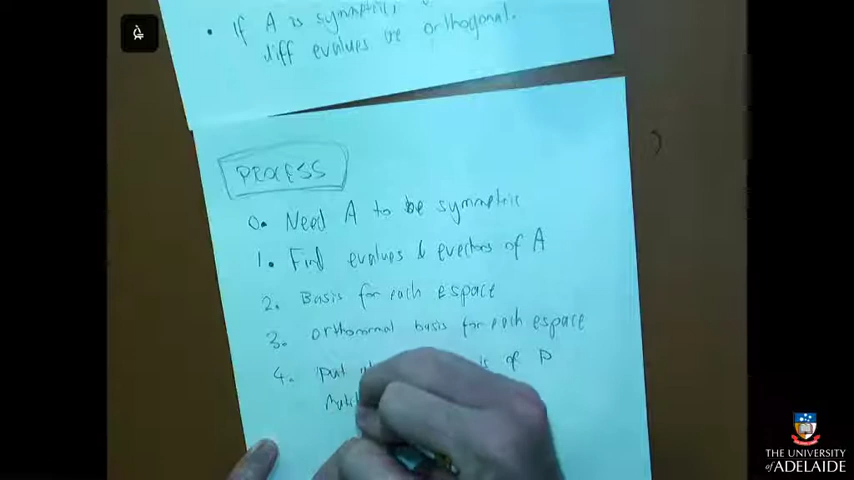 • If A is symmetric,
diff evalues are orthogonal.
PROCESS
0. Need A to be symmetric
1. Find evalues & evectors of A
2. Basis for each espace
3. orthonormal basis for each espace
4. Put of P
THE UNIVERSITY
of ADELAIDE